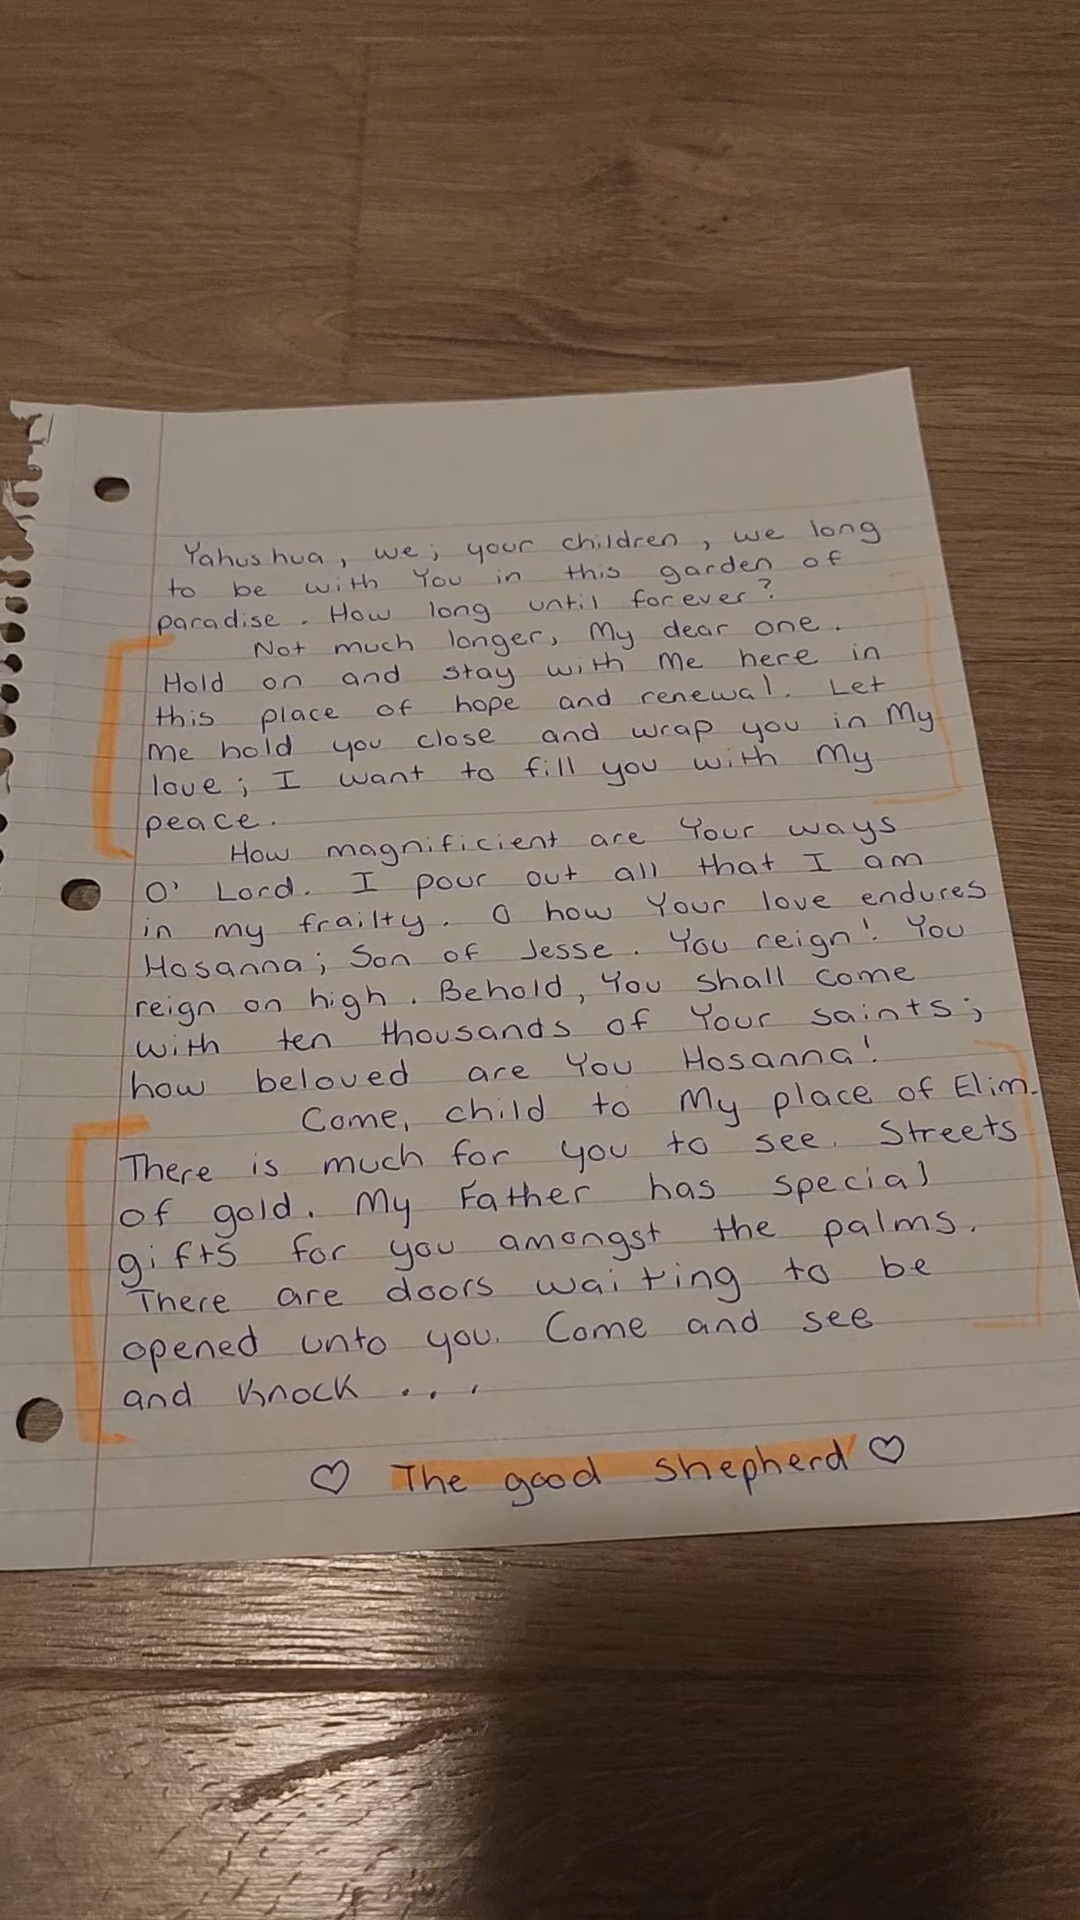 Yahushua, we; your children, we long
to be with You in this garden of
paradise. How long until forever?
Not much longer, My dear one.
Hold on and stay with Me here in
this place of hope and renewal. Let
Me hold you close and wrap you in My
love; I want to fill you with My
peace.
How magnificient are Your ways
O' Lord. I pour out all that I am
in my frailty. O how Your love endures
Hosanna; Son of Jesse. You reign! You
reign on high. Behold, You shall come
with ten thousands of Your saints;
how beloved are You Hosanna!
Come, child to My place of Elim.
There is much for you to see. Streets
of gold. My Father has special
gifts for you amongst the palms.
There are doors waiting to be
opened unto you. Come and see
and knock ...
♡ The good shepherd ♡